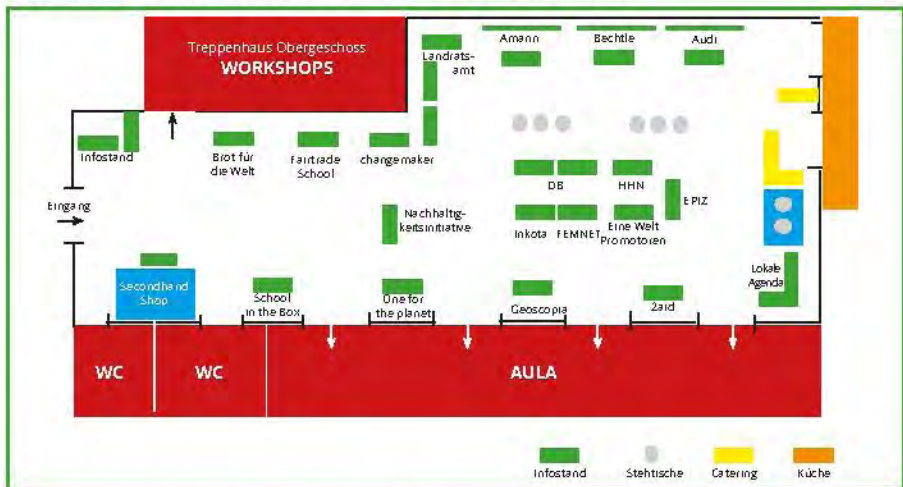 Treppenhaus Obergeschoss
WORKSHOPS
Landrats-
amt
Amann
Bechtle
Audi
Infostand
Brot für
die Welt
Fairtrade
School
changemaker
DB
HHN
EPIZ
Eingang
Nachhaltig-
keitsinitiative
Inkota
FEMNET
Eine Welt
Promotoren
Secondhand
Shop
School
in the Box
One for
the planet
Geoscopia
2aid
Lokale
Agenda
WC
WC
AULA
Infostand
Stehtische
Catering
Küche